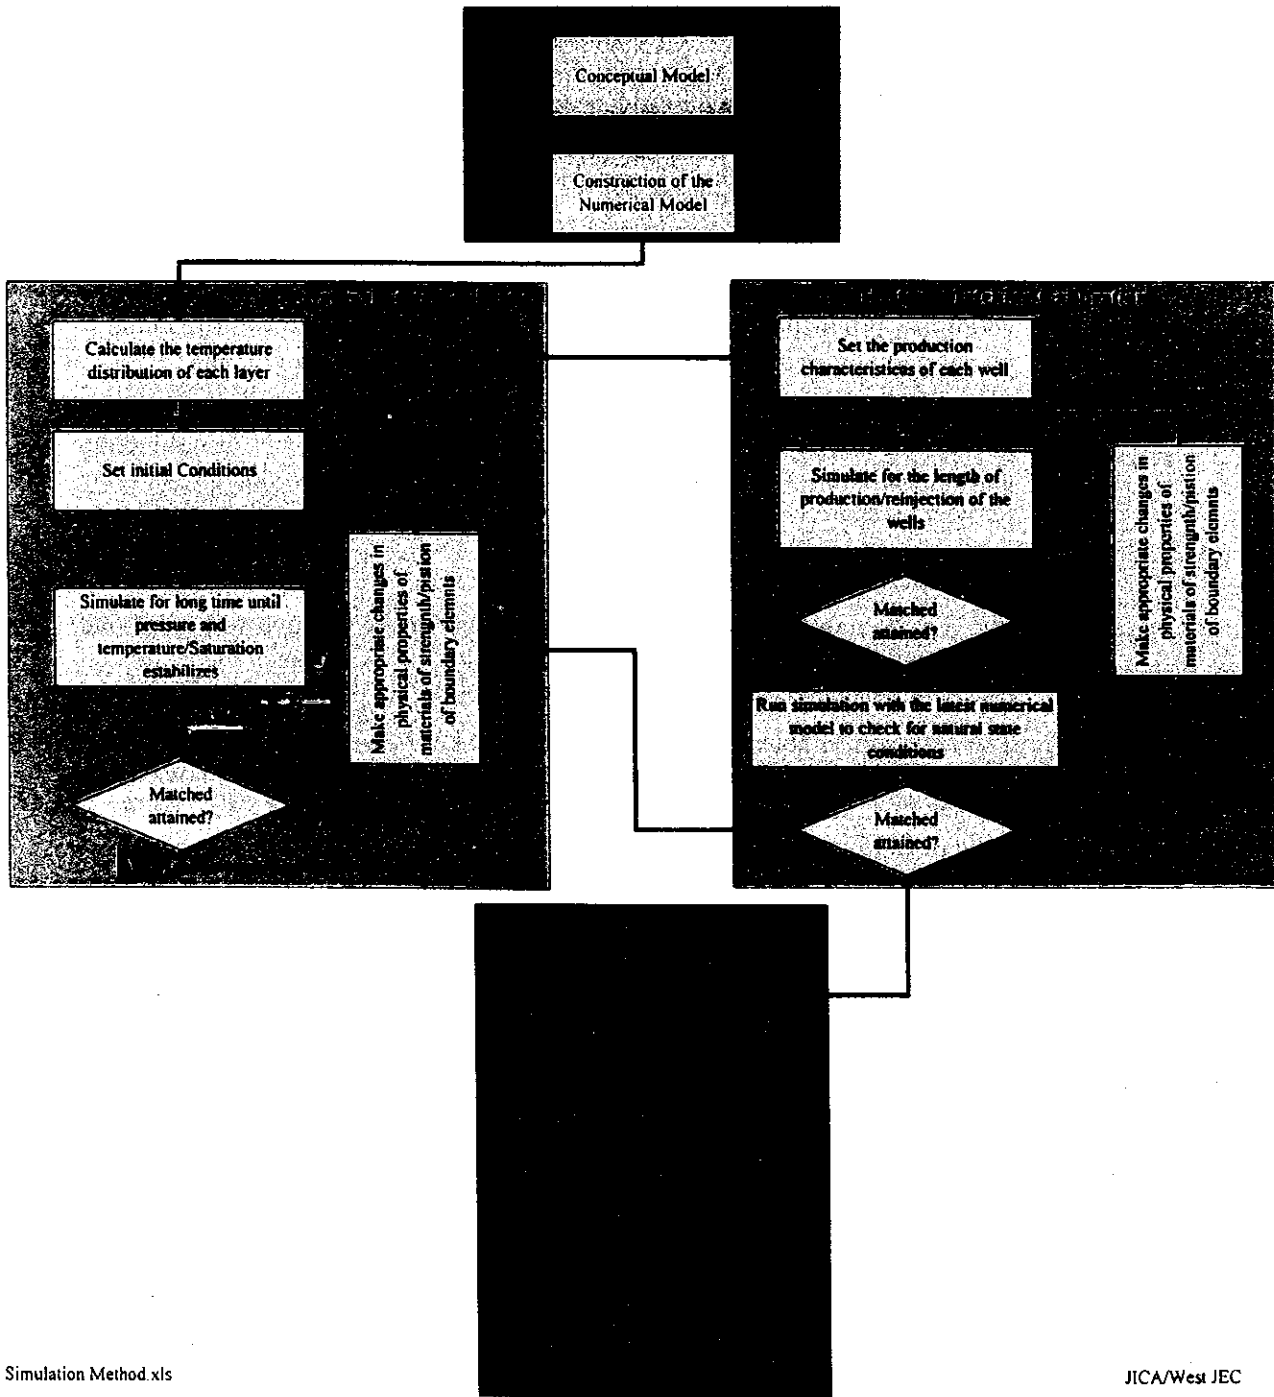 Conceptual Model
Construction of the
Numerical Model
Calculate the temperature
distribution of each layer
Set initial Conditions
Simulate for long time until
pressure and
temperature/Saturation
estabilizes
Matched
attained?
Make appropriate changes in
physical properties of
materials of strengnth/pistion
of boundary elemnts
Set the production
characteristicas of each well
Simulate for the length of
production/reinjection of the
wells
Matched
attained?
Run simulation with the latest numerical
model to check for natural state
conditions
Matched
attained?
Make appropriate changes in
physical properties of
materials of strengnth/pistion
of boundary elemnts
Simulation Method.xls
JICA/West JEC